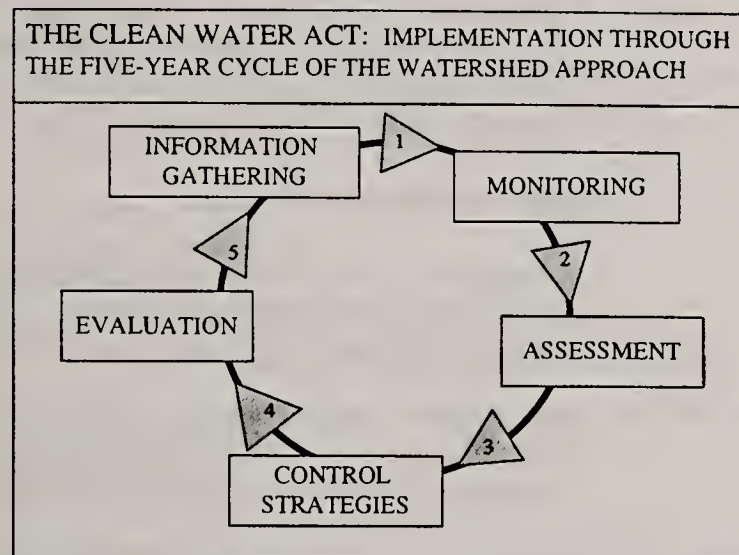 THE CLEAN WATER ACT: IMPLEMENTATION THROUGH
THE FIVE-YEAR CYCLE OF THE WATERSHED APPROACH
INFORMATION
GATHERING
1
MONITORING
2
ASSESSMENT
3
CONTROL
STRATEGIES
4
EVALUATION
5